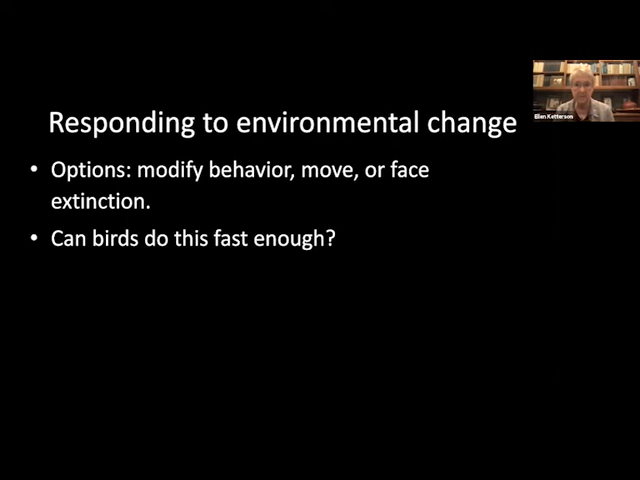 Responding to environmental change
• Options: modify behavior, move, or face
extinction.
• Can birds do this fast enough?
Ellen Ketterson